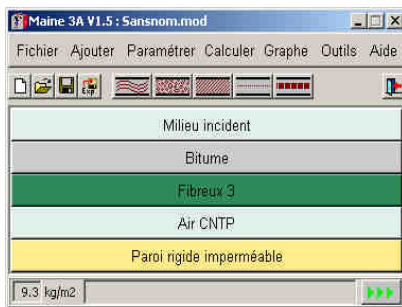 Maine 3A V1.5 : Sansnom.mod
Fichier Ajouter Paramétrer Calculer Graphe Outils Aide
Exp
Milieu incident
Bitume
Fibreux 3
Air CNTP
Paroi rigide imperméable
9.3 kg/m2